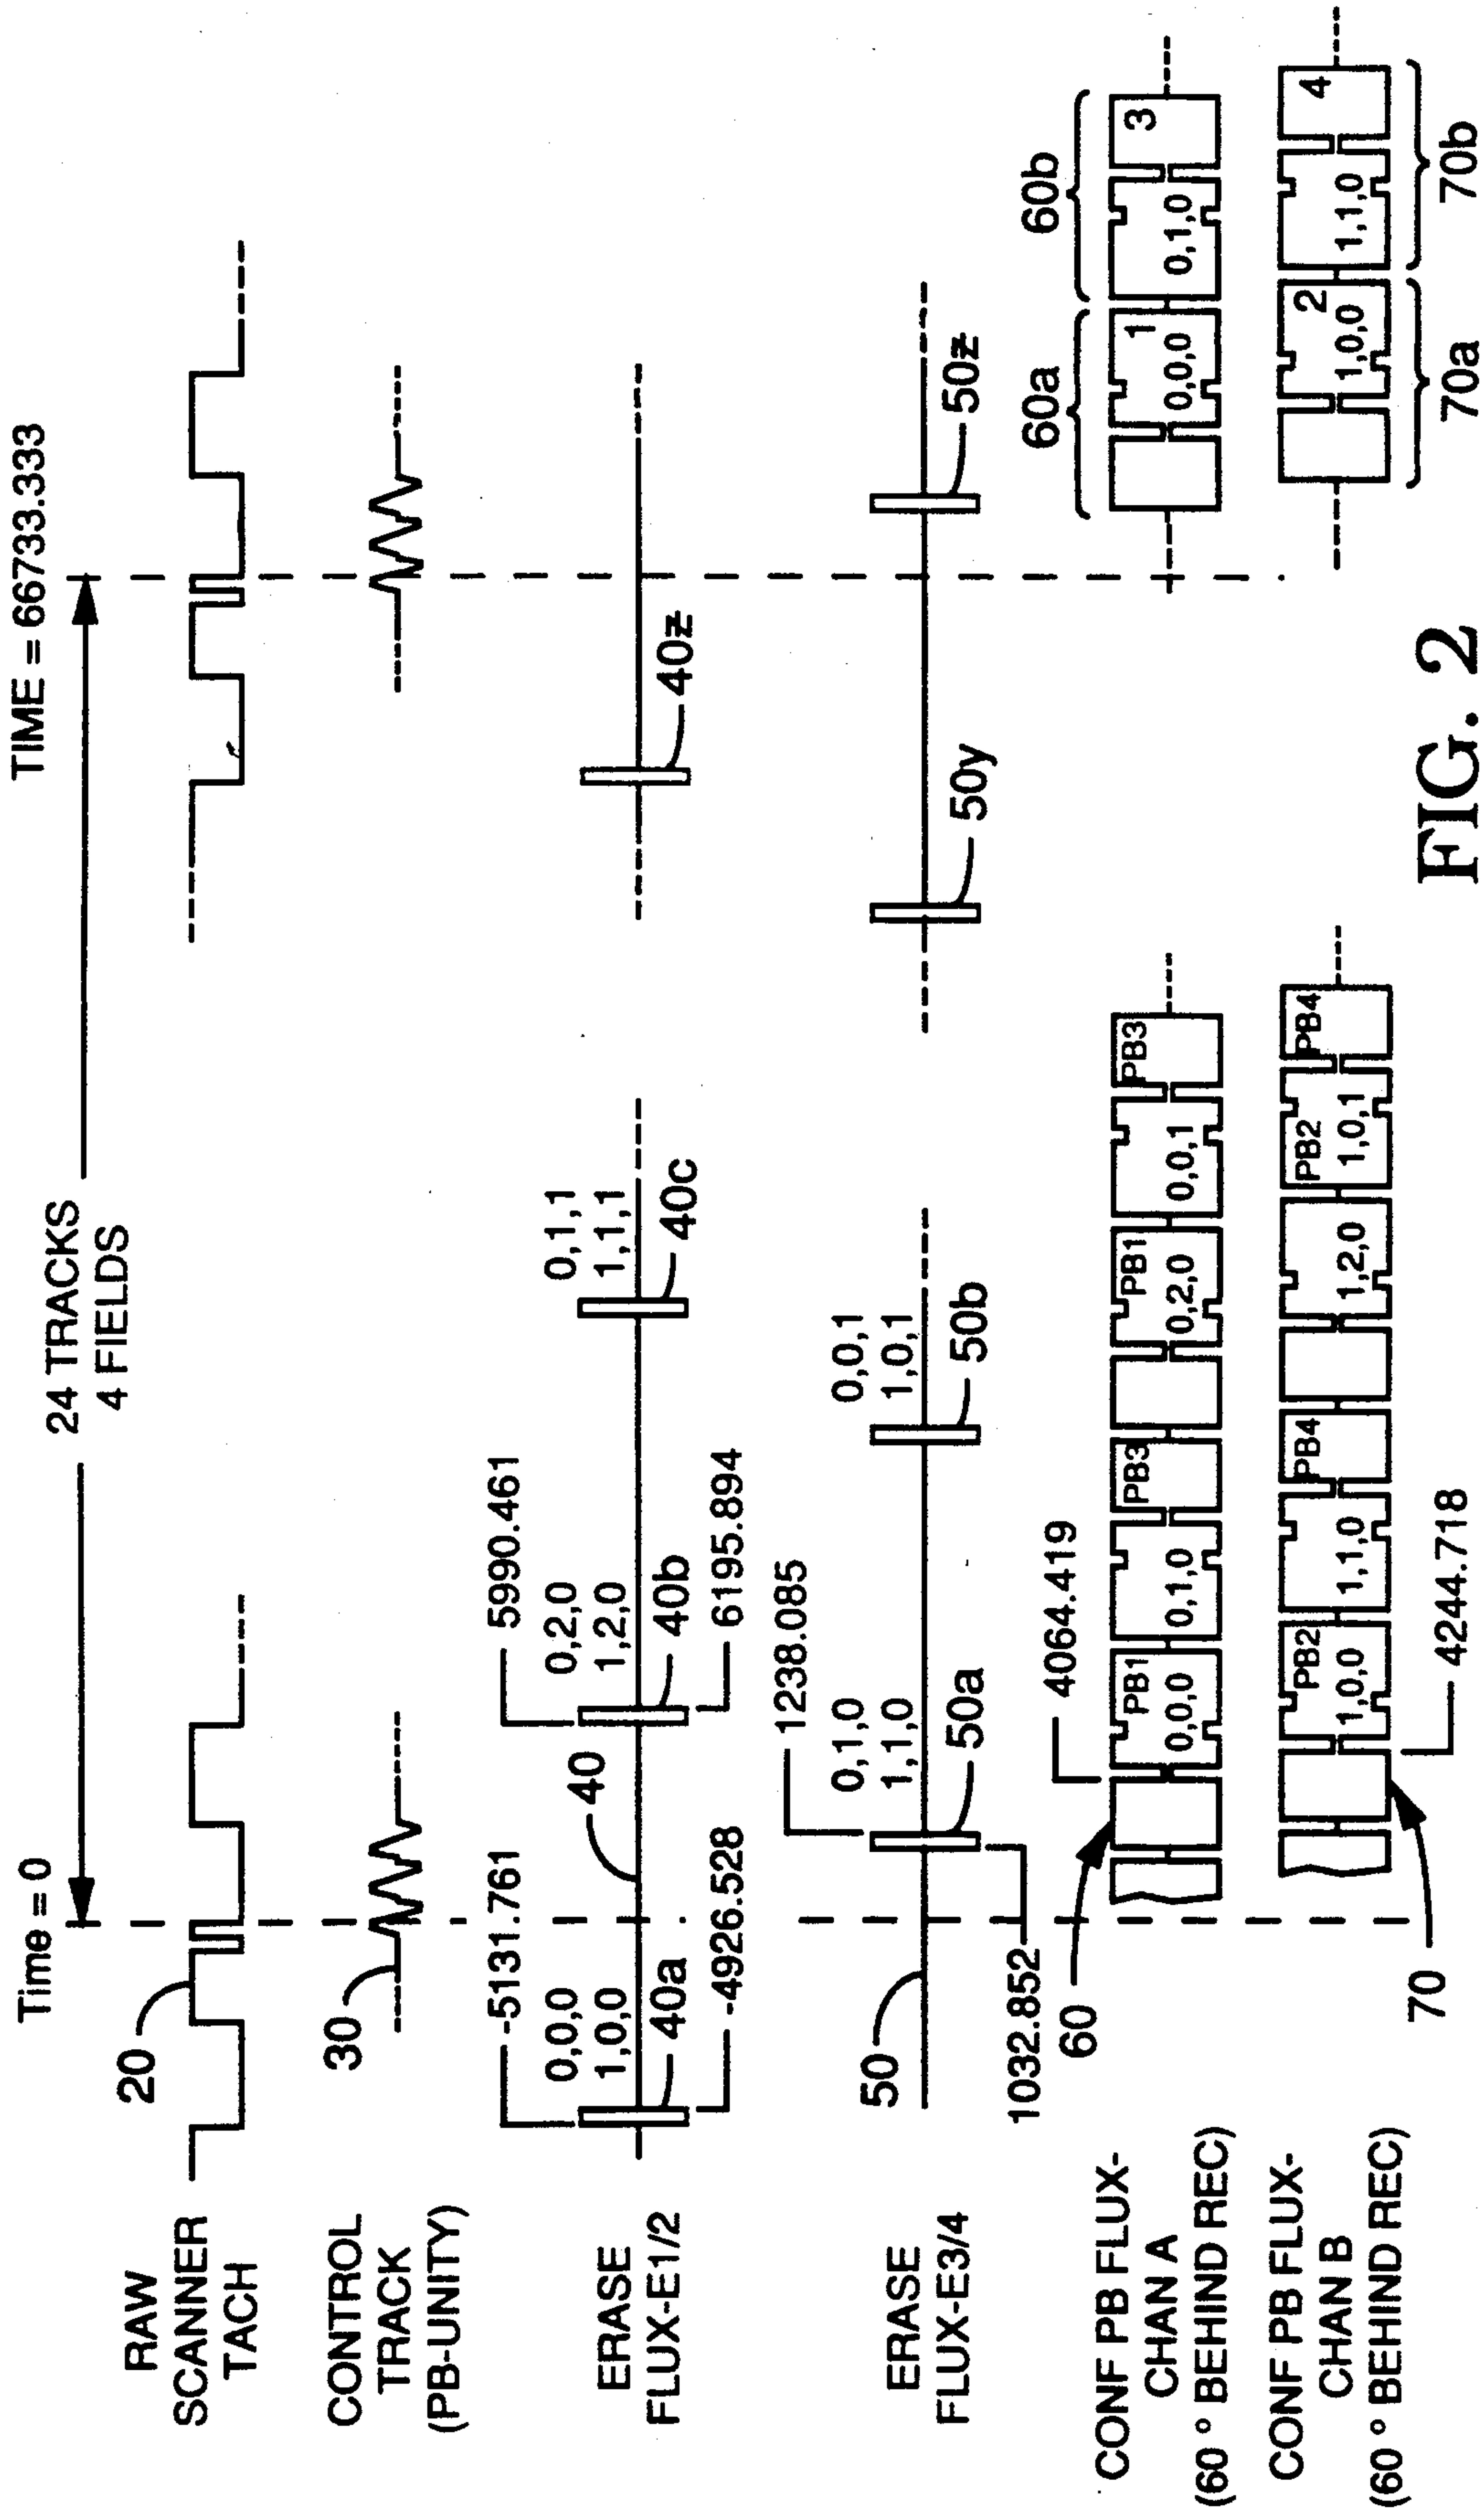 Time = 0
24 TRACKS
4 FIELDS
TIME = 66733.333
RAW
SCANNER
TACH
20
CONTROL
TRACK
(PB-UNITY)
30
ERASE
FLUX-E1/2
-5131.761
0,0,0
1,0,0
40a
-4926.528
40
5990.461
0,2,0
1,2,0
40b
6195.894
0,1,1
1,1,1
40c
40z
ERASE
FLUX-E3/4
50
1032.852
1238.085
0,1,0
1,1,0
50a
0,0,1
1,0,1
50b
50y
50z
CONF PB FLUX-
CHAN A
(60° BEHIND REC)
60
4064.419
PB1
0,0,0
0,1,0
PB3
PB1
0,2,0
0,0,1
PB3
60a
60b
1
0,0,0
0,1,0
3
CONF PB FLUX-
CHAN B
(60° BEHIND REC)
70
4244.718
PB2
1,0,0
1,1,0
PB4
1,2,0
PB2
1,0,1
PB4
2
1,0,0
1,1,0
4
70a
70b
FIG. 2